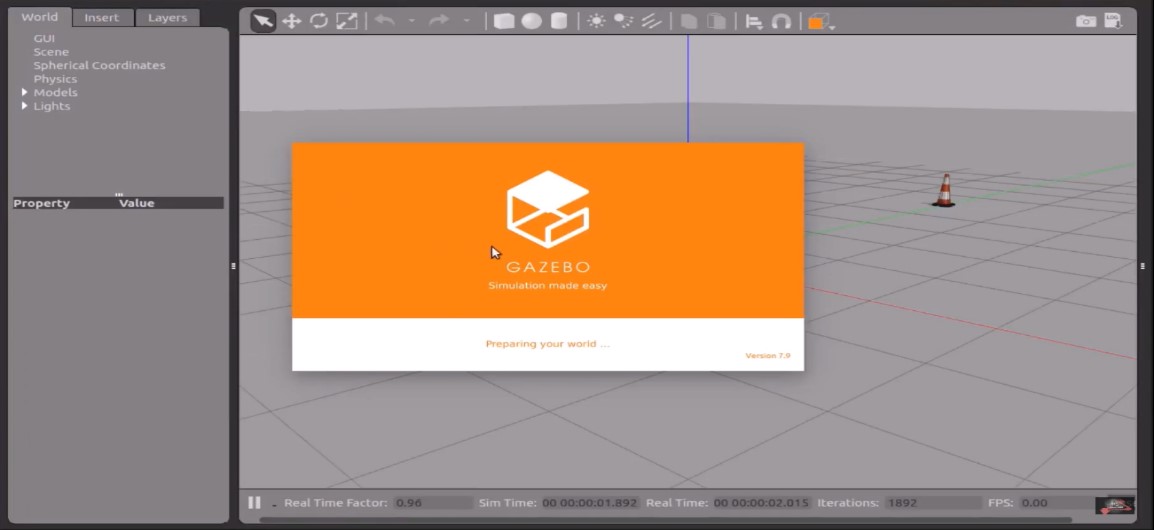 World Insert Layers
GUI
Scene
Spherical Coordinates
Physics
Models
Lights
Property Value
GAZEBO
Simulation made easy
Preparing your world ...
Version 7.9
Real Time Factor: 0.96 Sim Time: 00 00:00:01.892 Real Time: 00 00:00:02.015 Iterations: 1892 FPS: 0.00